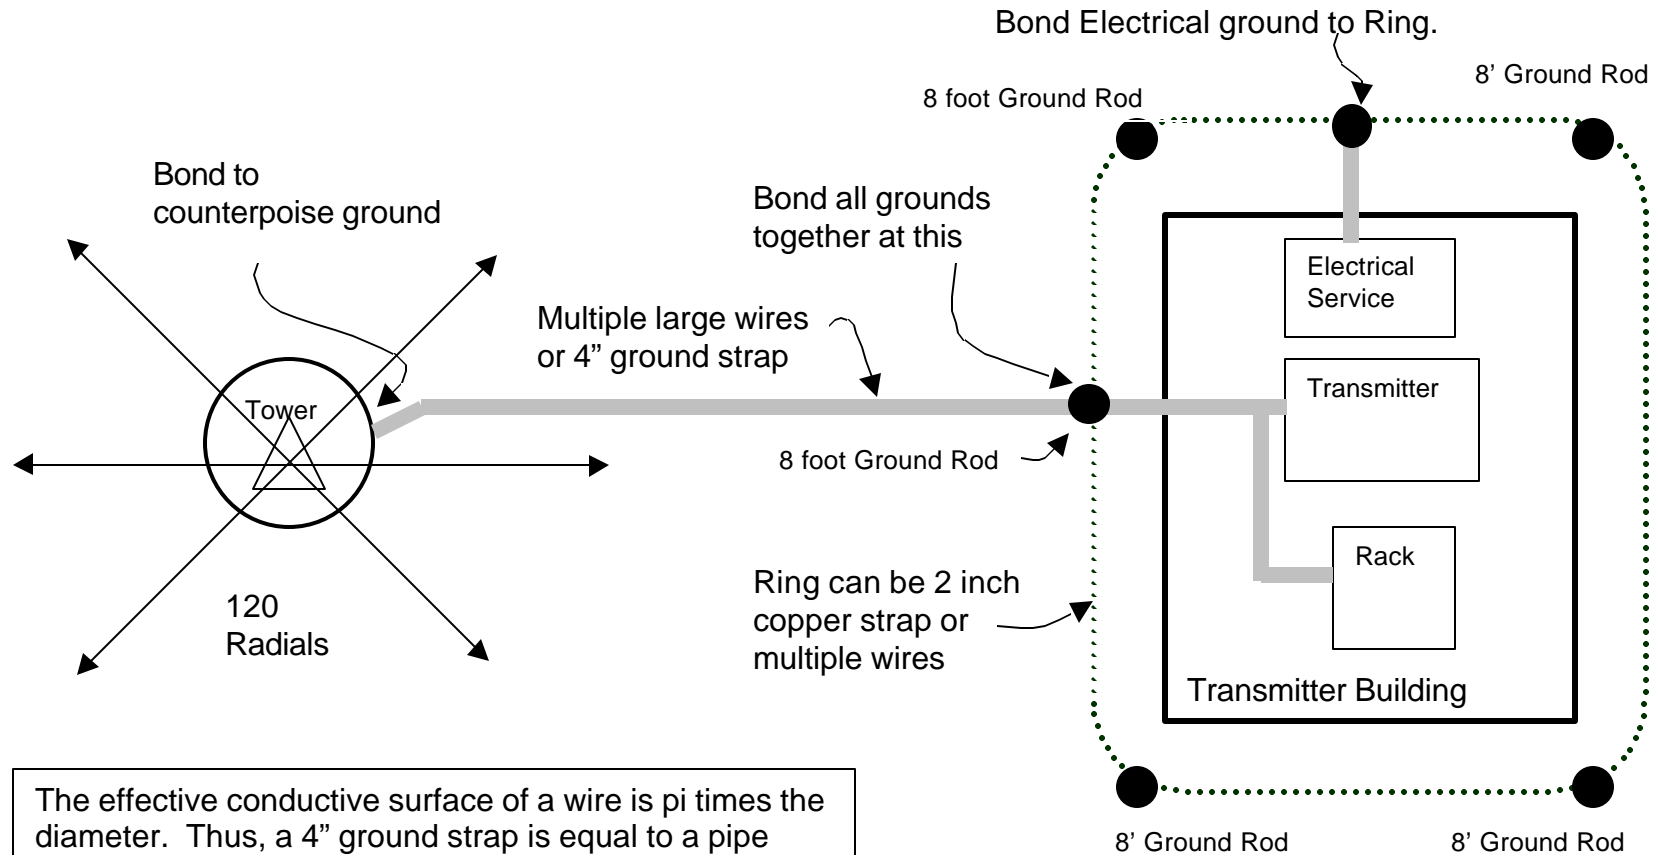 Bond Electrical ground to Ring.
8' Ground Rod
8 foot Ground Rod
Bond to
counterpoise ground
Bond all grounds
together at this
Electrical
Service
Multiple large wires
or 4” ground strap
Transmitter
Tower
8 foot Ground Rod
Rack
Ring can be 2 inch
copper strap or
multiple wires
120
Radials
Transmitter Building
The effective conductive surface of a wire is pi times the
diameter.  Thus, a 4” ground strap is equal to a pipe
8’ Ground Rod
8’ Ground Rod